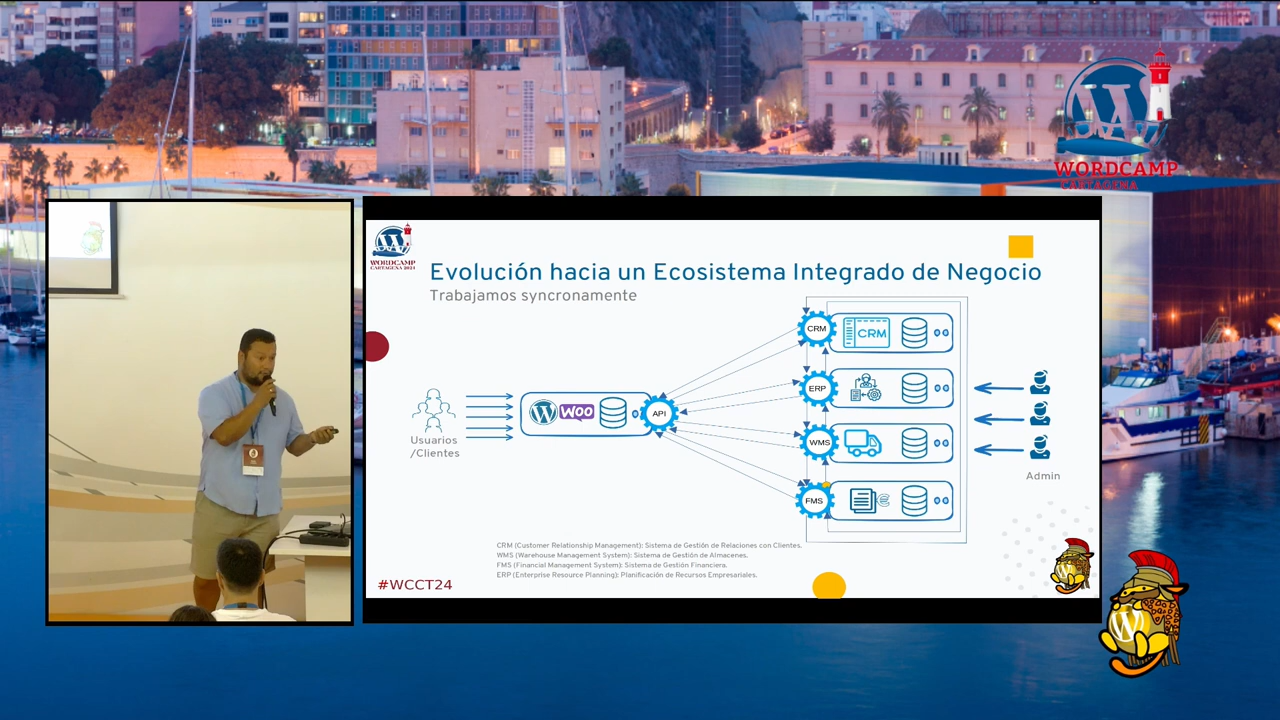 WORDCAMP
CARTAGENA
WORDCAMP
CARTAGENA 2023
Evolución hacia un Ecosistema Integrado de Negocio
Trabajamos syncronamente
CRM
CRM
ERP
WOO
API
WMS
Usuarios
/Clientes
FMS
Admin
CRM (Customer Relationship Management): Sistema de Gestión de Relaciones con Clientes.
WMS (Warehouse Management System): Sistema de Gestión de Almacenes.
FMS (Financial Management System): Sistema de Gestión Financiera.
ERP (Enterprise Resource Planning): Planificación de Recursos Empresariales.
#WCCT24